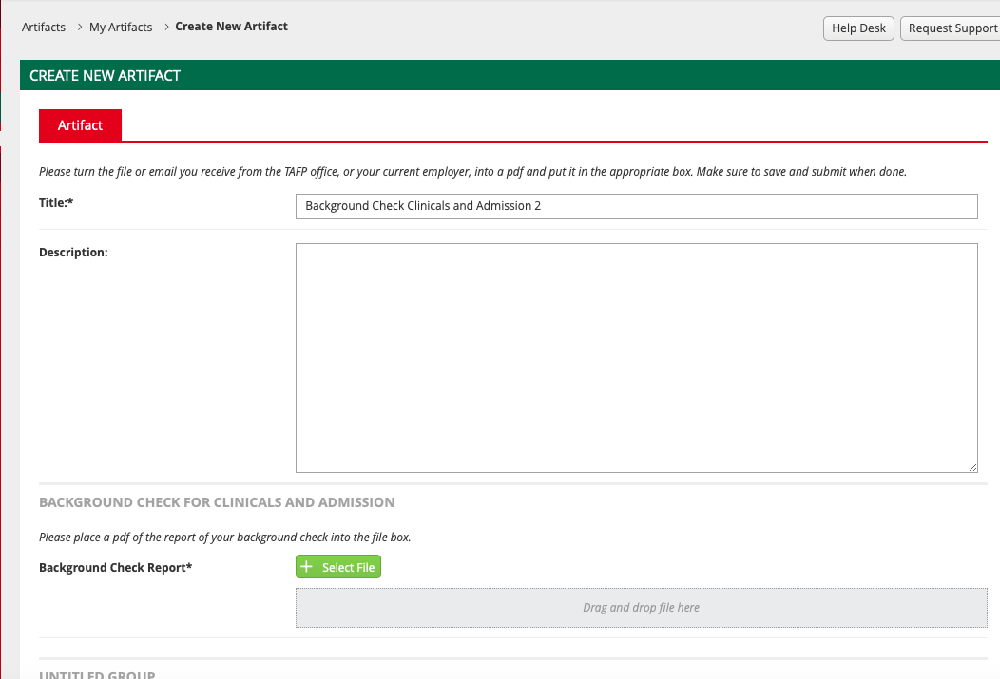 Artifacts > My Artifacts > Create New Artifact
Help Desk Request Support
CREATE NEW ARTIFACT
Artifact
Please turn the file or email you receive from the TAFP office, or your current employer, into a pdf and put it in the appropriate box. Make sure to save and submit when done.
Title:* Background Check Clinicals and Admission 2
Description:
BACKGROUND CHECK FOR CLINICALS AND ADMISSION
Please place a pdf of the report of your background check into the file box.
Background Check Report* + Select File
Drag and drop file here
UNTITLED GROUP